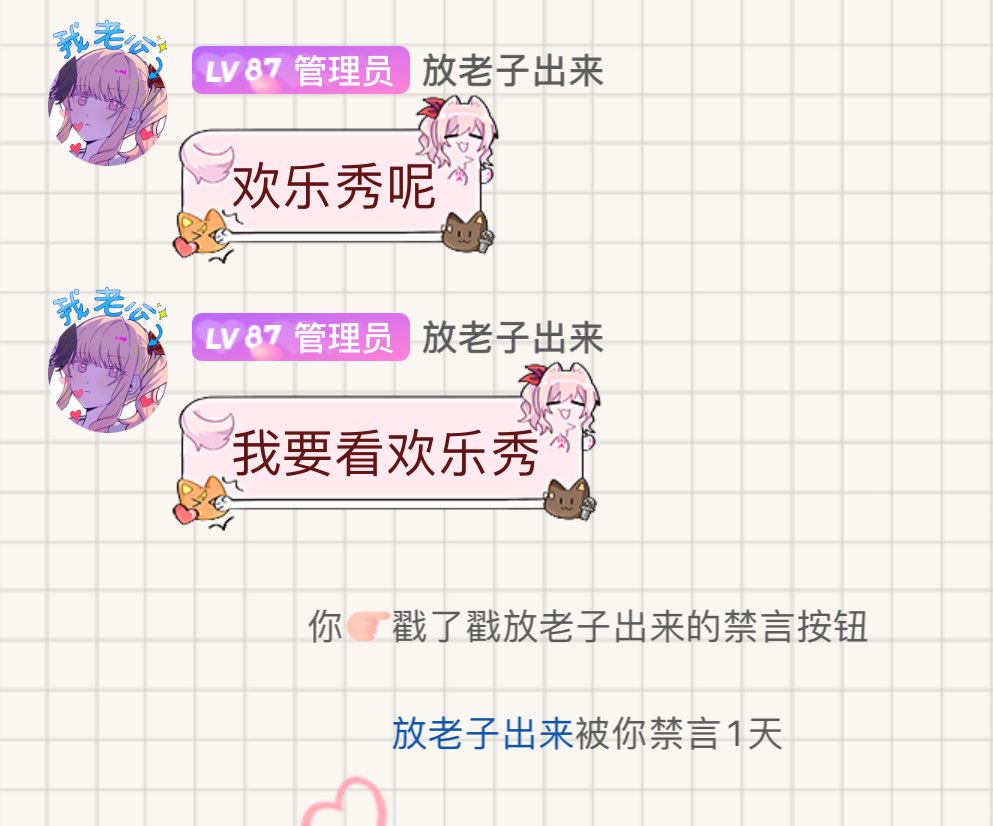 我老公
LV 87 管理员 放老子出来
欢乐秀呢
我老公
LV 87 管理员 放老子出来
我要看欢乐秀
你👉戳了戳放老子出来的禁言按钮
放老子出来被你禁言1天